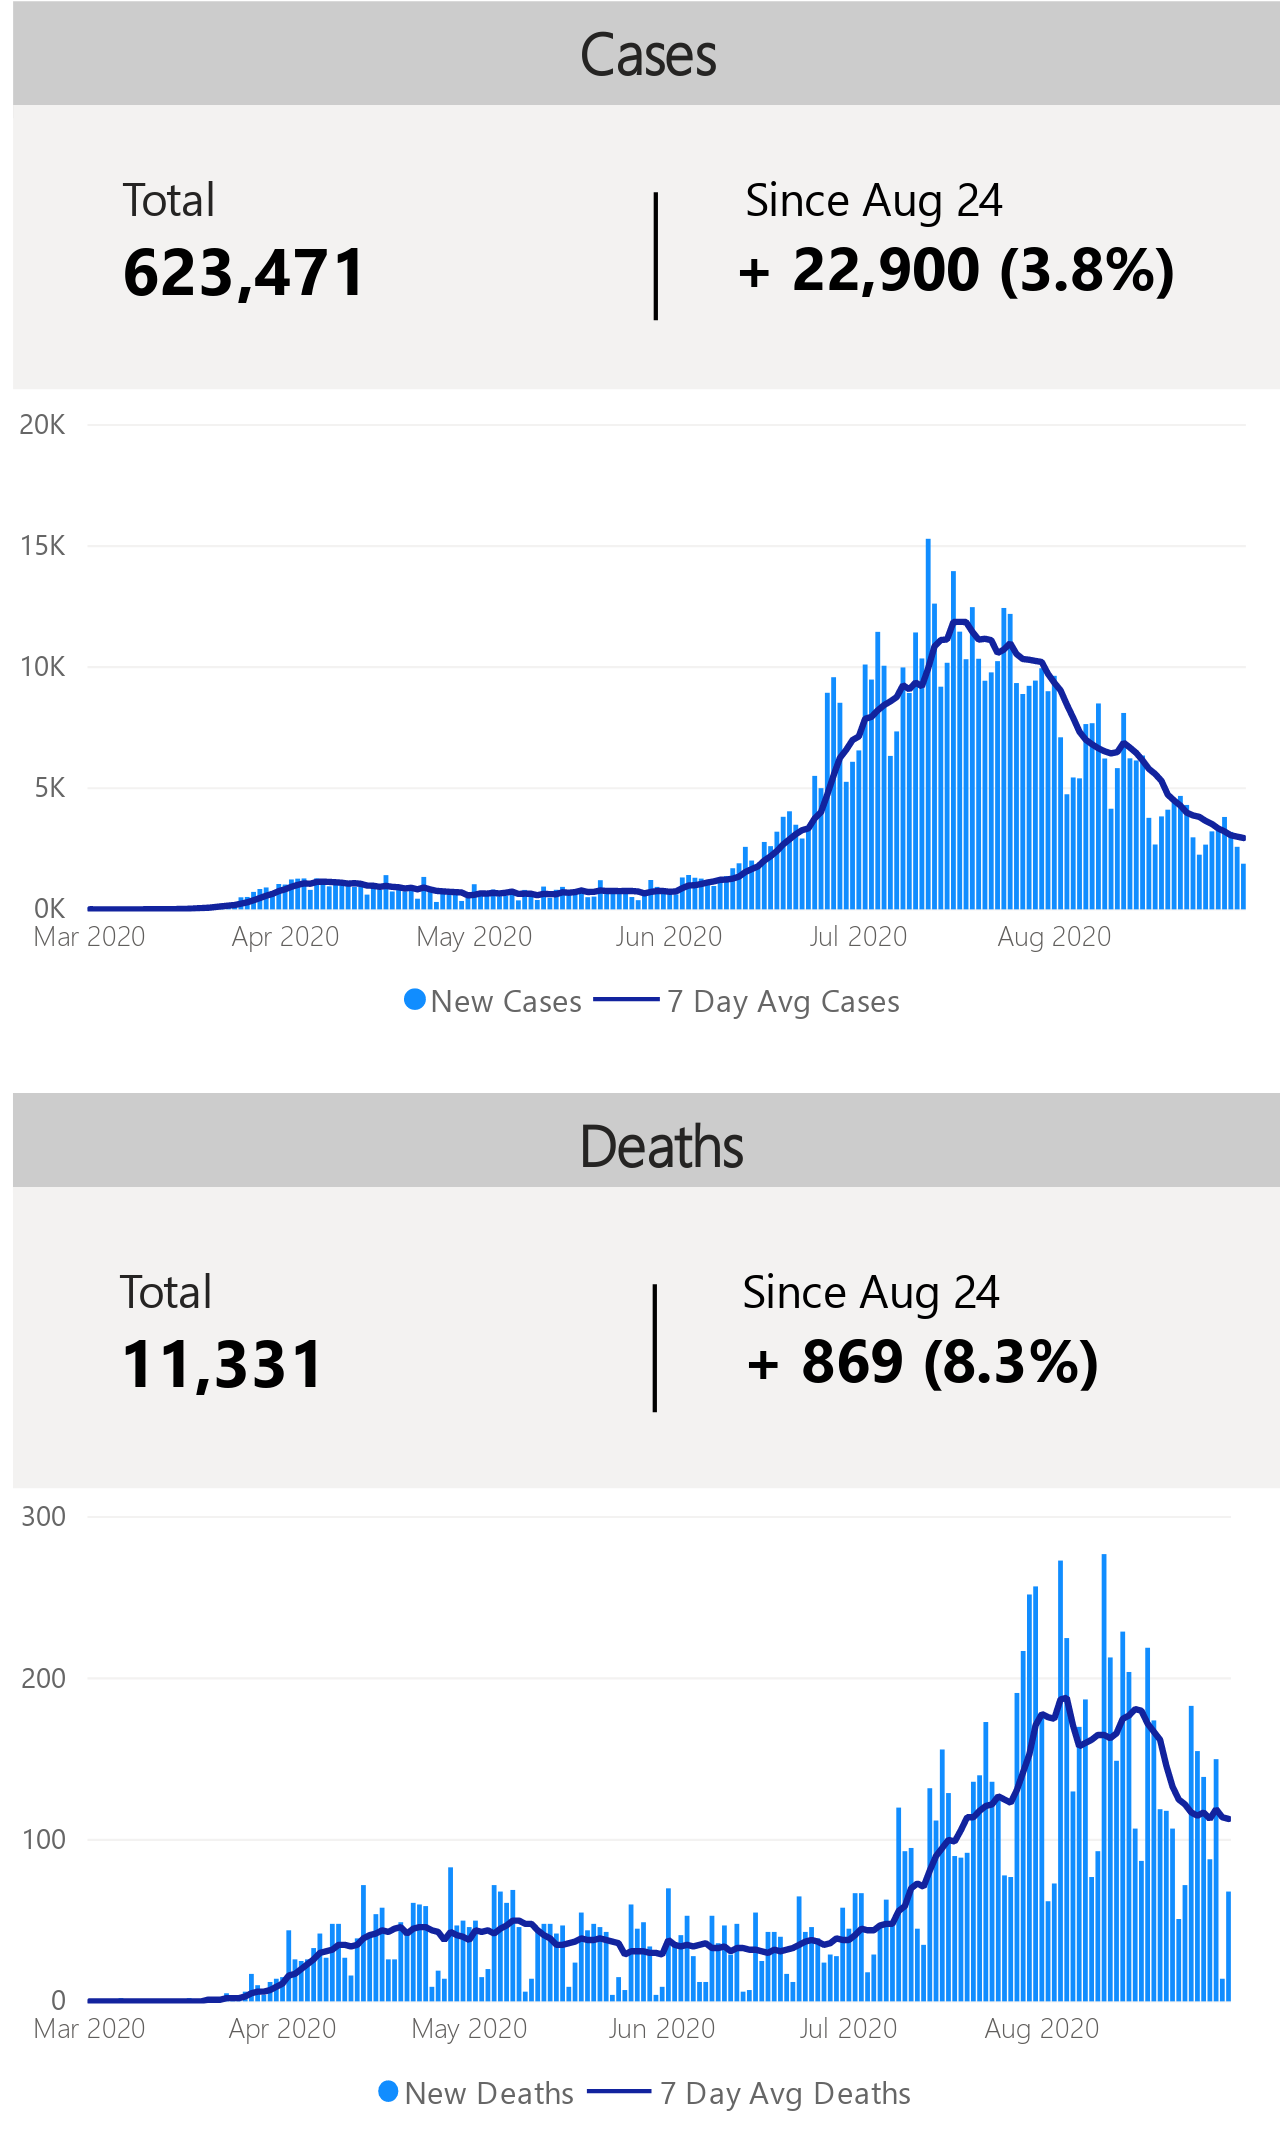 Cases
Total
623,471
Since Aug 24
+ 22,900 (3.8%)
20K
15K
10K
5K
0K
Mar 2020 Apr 2020 May 2020 Jun 2020 Jul 2020 Aug 2020
New Cases 7 Day Avg Cases
Deaths
Total
11,331
Since Aug 24
+ 869 (8.3%)
300
200
100
0
Mar 2020 Apr 2020 May 2020 Jun 2020 Jul 2020 Aug 2020
New Deaths 7 Day Avg Deaths